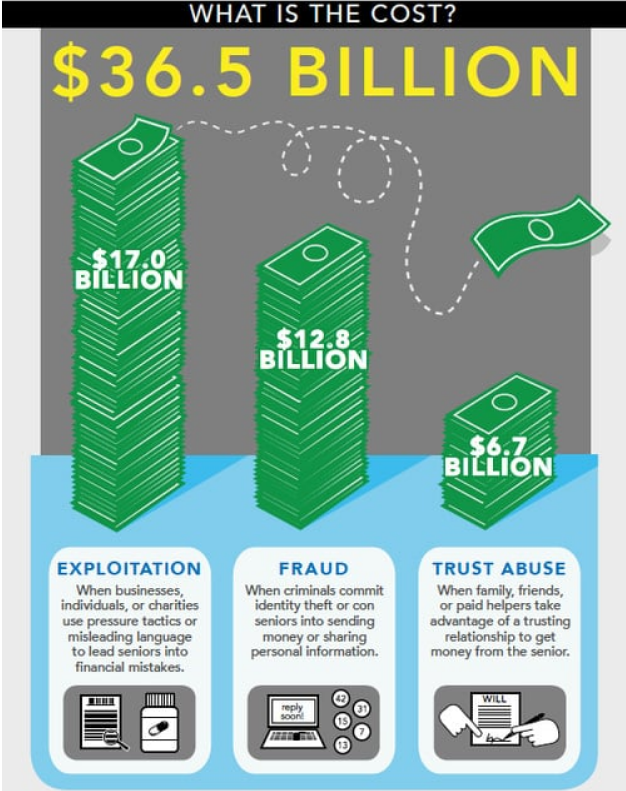 WHAT IS THE COST?
$36.5 BILLION
$17.0
BILLION
$12.8
BILLION
$6.7
BILLION
EXPLOITATION
When businesses,
individuals, or charities
use pressure tactics or
misleading language
to lead seniors into
financial mistakes.
FRAUD
When criminals commit
identity theft or con
seniors into sending
money or sharing
personal information.
reply
soon!
42
31
15
7
13
TRUST ABUSE
When family, friends,
or paid helpers take
advantage of a trusting
relationship to get
money from the senior.
WILL